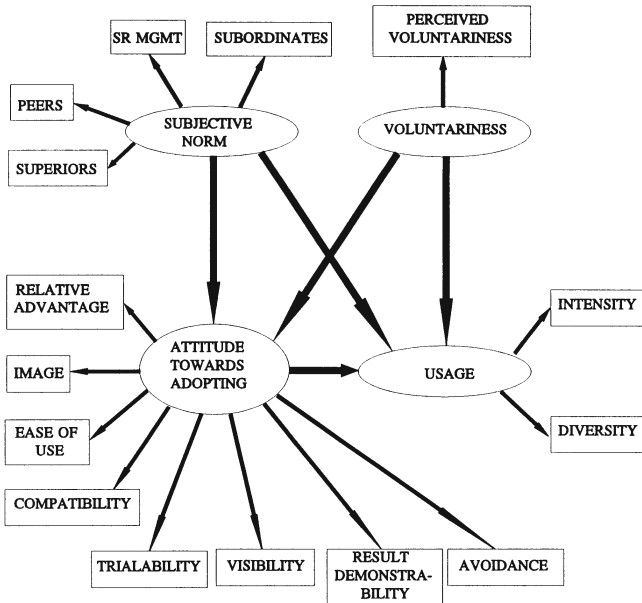 SR MGMT
SUBORDINATES
PERCEIVED
VOLUNTARINESS
PEERS
SUBJECTIVE
NORM
VOLUNTARINESS
SUPERIORS
RELATIVE
ADVANTAGE
INTENSITY
ATTITUDE
TOWARDS
ADOPTING
IMAGE
USAGE
EASE OF
USE
DIVERSITY
COMPATIBILITY
TRIALABILITY
VISIBILITY
RESULT
DEMONSTRA-
BILITY
AVOIDANCE